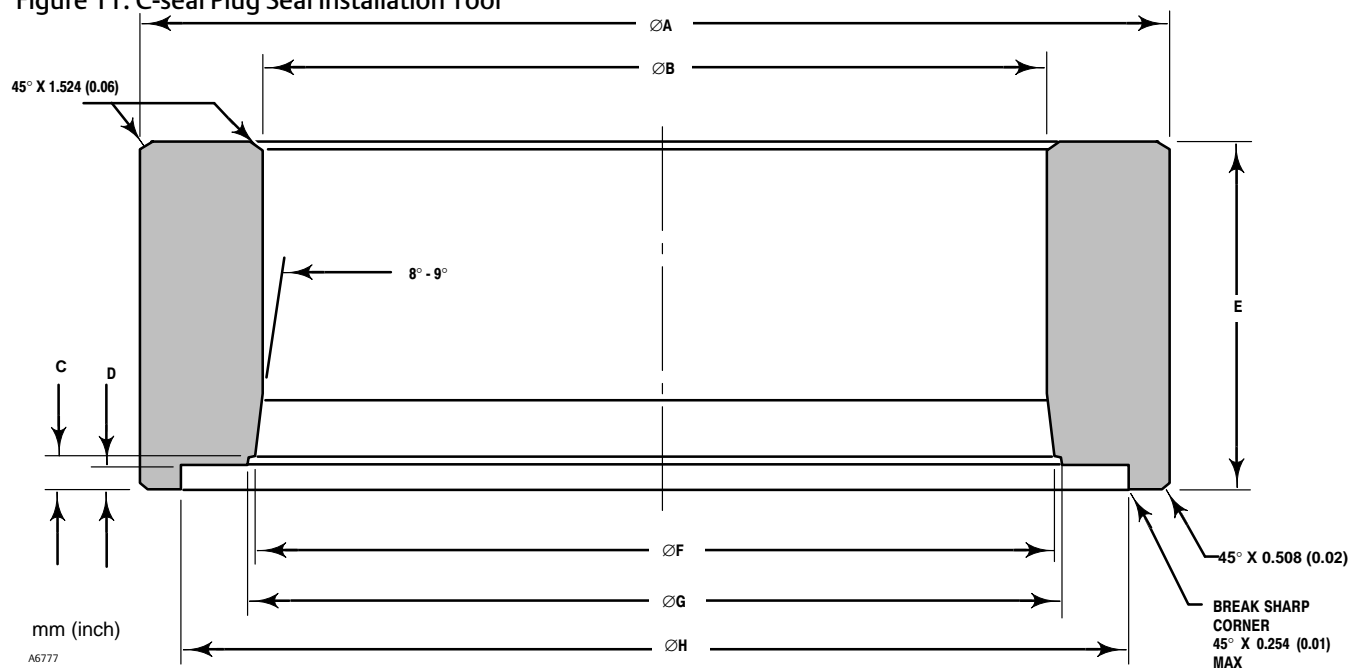 Figure 11. C-seal Plug Seal Installation Tool
∅A
∅B
45° X 1.524 (0.06)
8° - 9°
E
C
D
∅F
45° X 0.508 (0.02)
∅G
BREAK SHARP
CORNER
45° X 0.254 (0.01)
MAX
mm (inch)
∅H
A6777